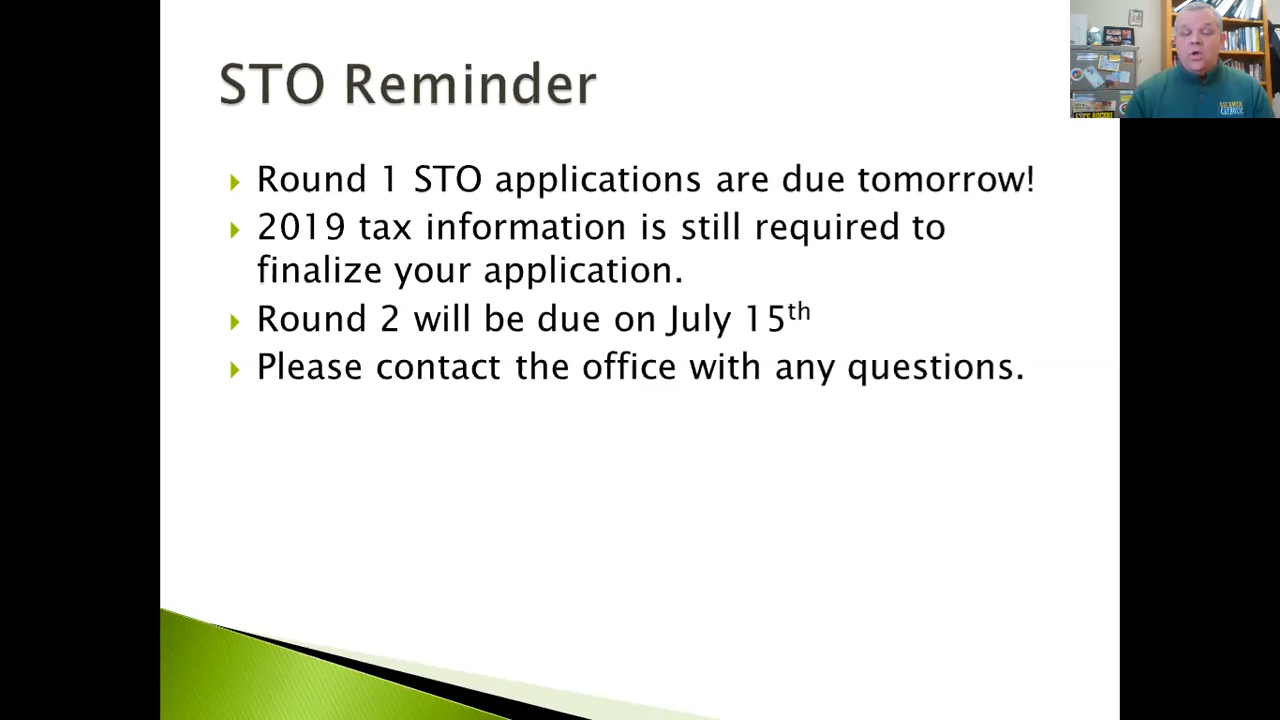 STO Reminder
Round 1 STO applications are due tomorrow!
2019 tax information is still required to
finalize your application.
Round 2 will be due on July 15th
Please contact the office with any questions.
CATHOLIC